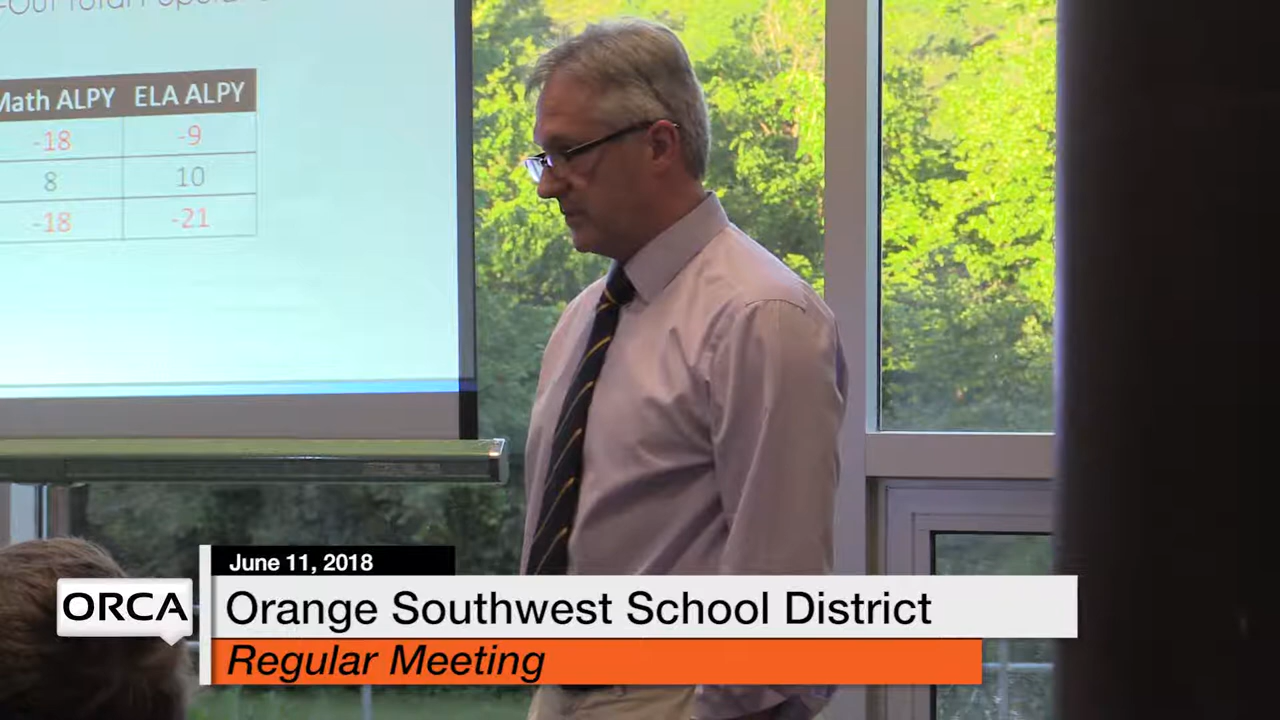 Math ALPY ELA ALPY
-18 -9
8 10
-18 -21
June 11, 2018
ORCA
Orange Southwest School District
Regular Meeting